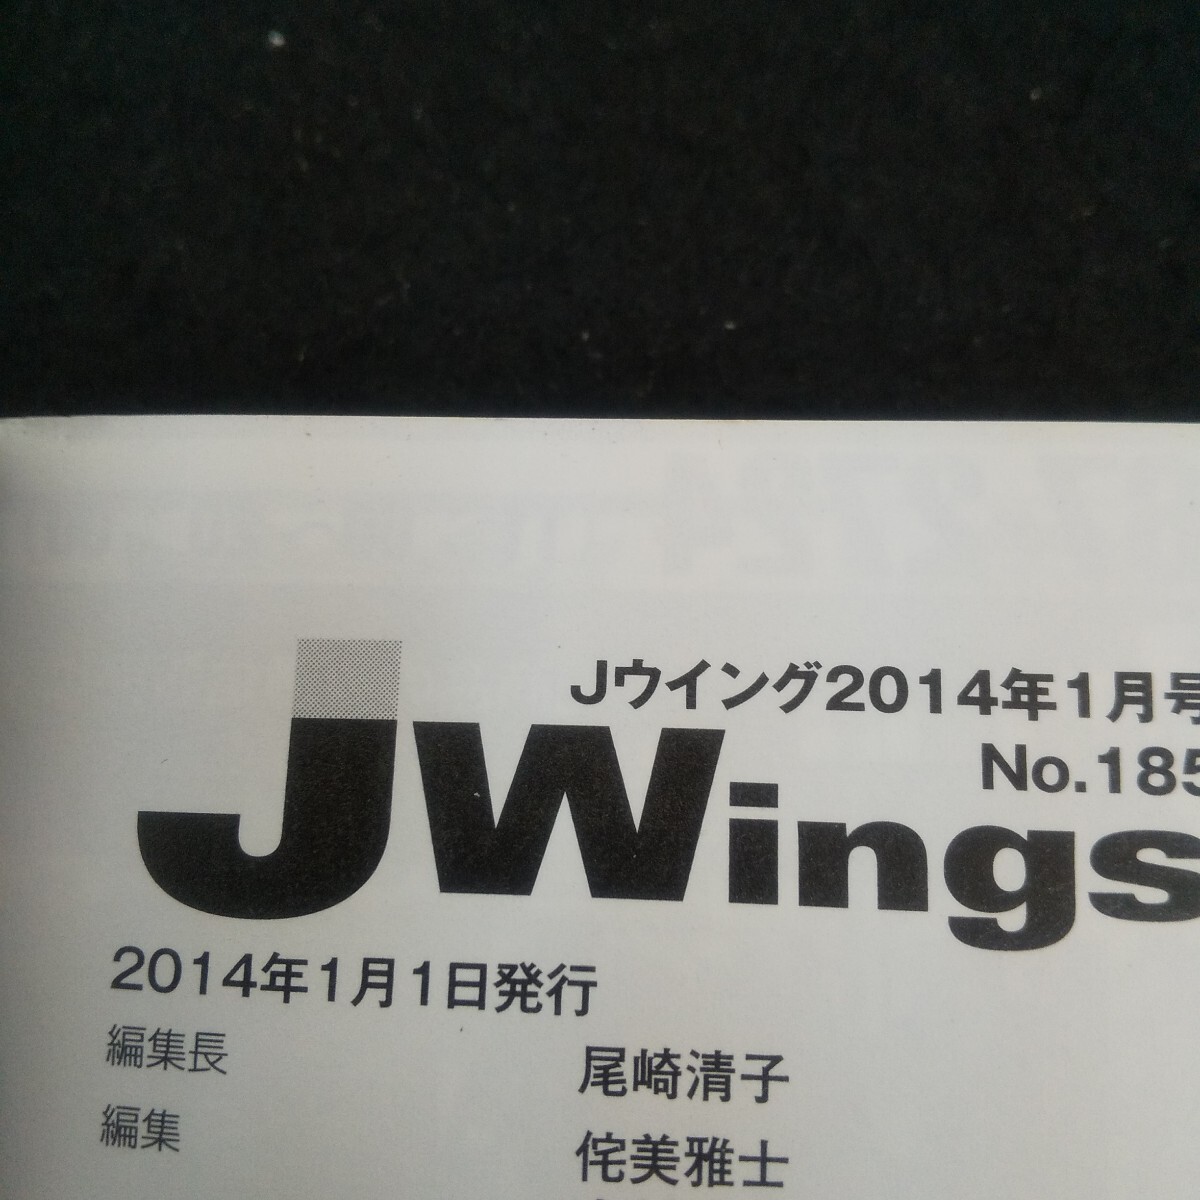 Jウイング2014年1月号
No.185
JWings
2014年1月1日発行
編集長 尾崎清子
編集 侘美雅士